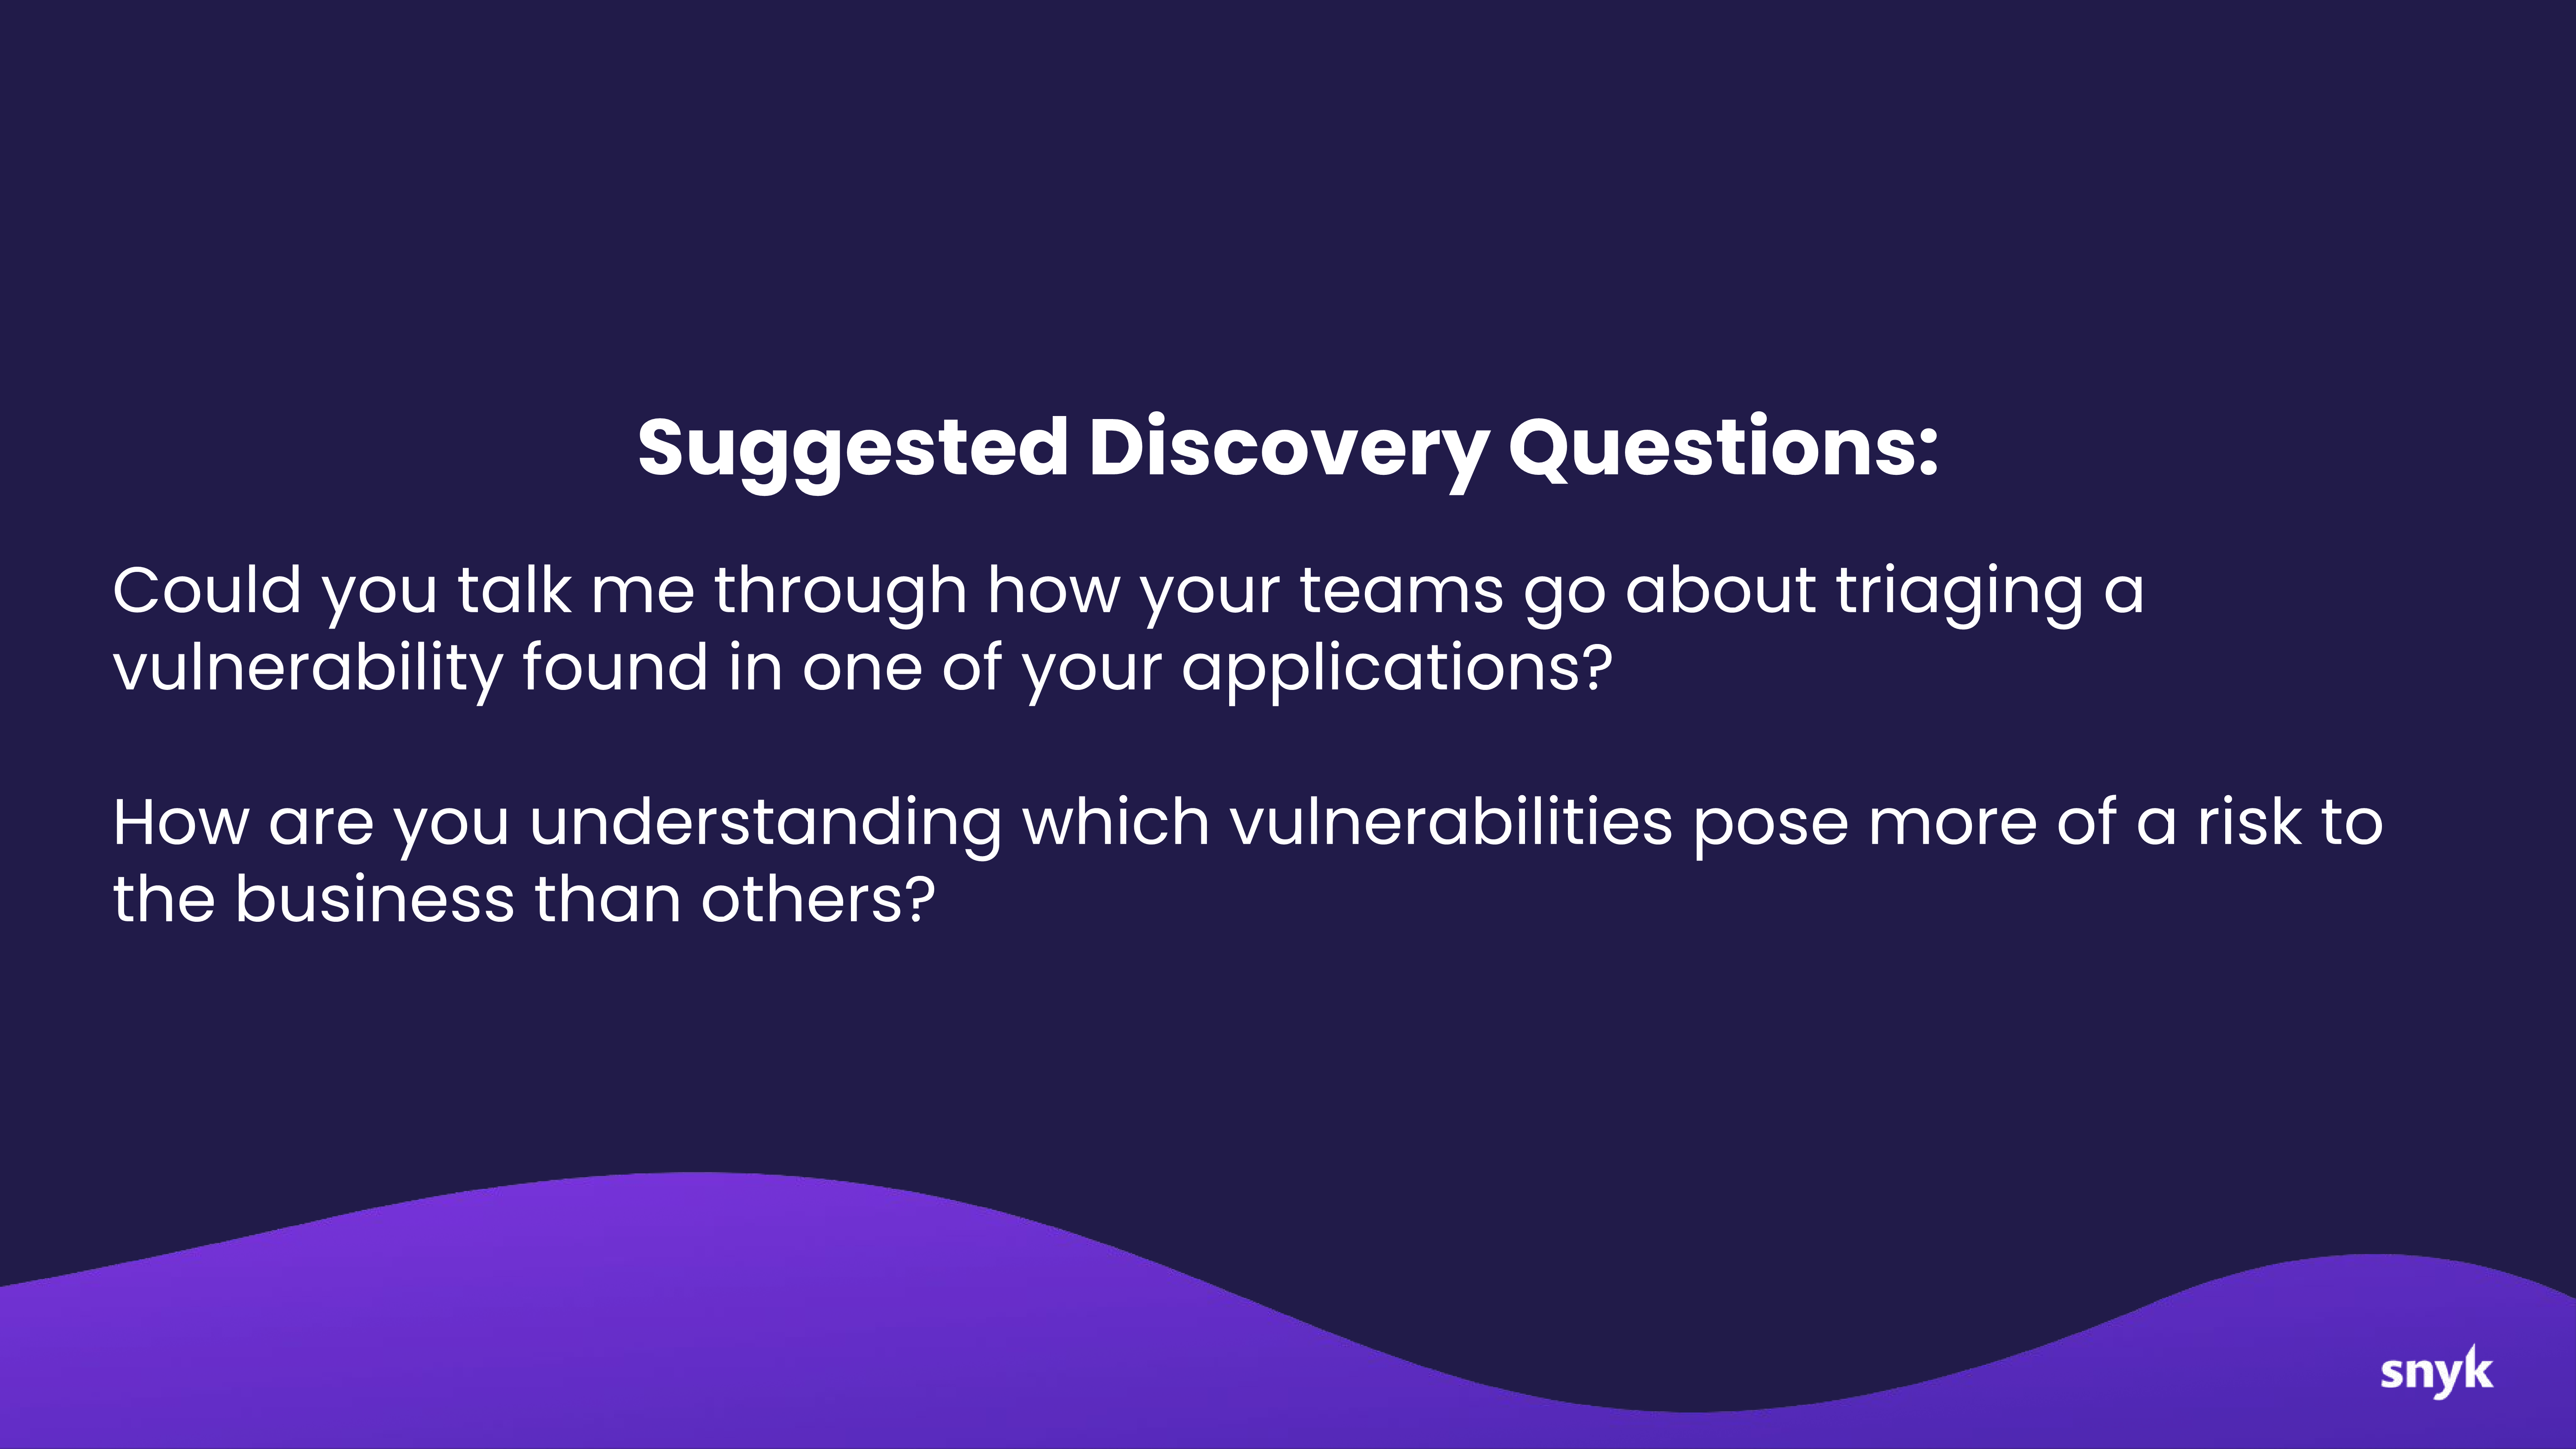 Suggested Discovery Questions:
Could you talk me through how your teams go about triaging a
vulnerability found in one of your applications?
How are you understanding which vulnerabilities pose more of a risk to
the business than others?
snyk